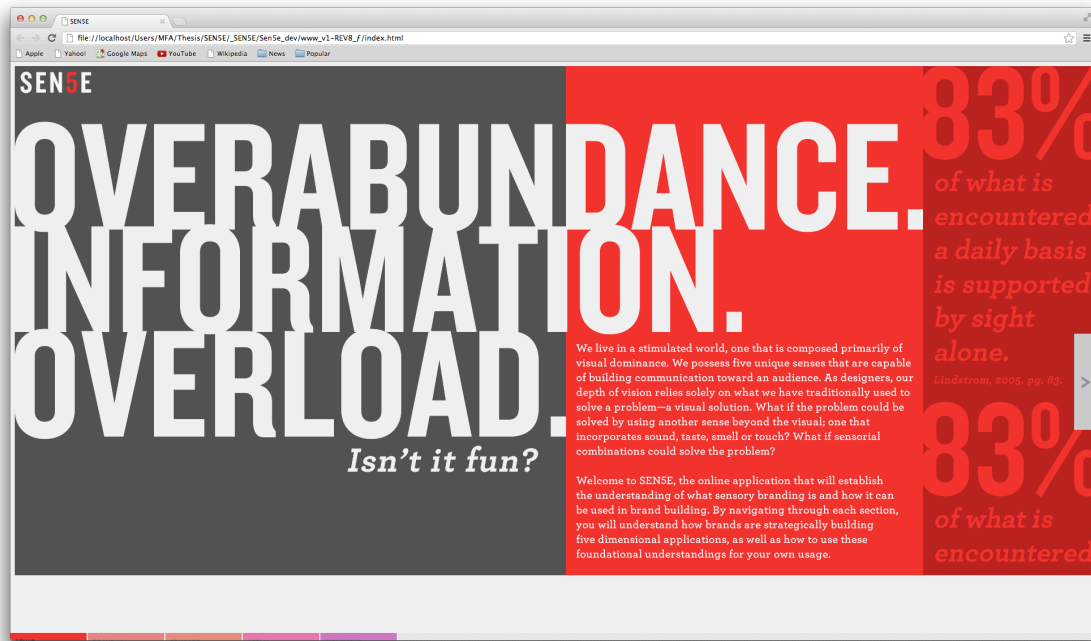 SEN5E
file://localhost/Users/MFA/Thesis/SEN5E/_SEN5E/Sen5e_dev/www_v1-REV8_f/index.html
Apple Yahoo! Google Maps YouTube Wikipedia News Popular
SEN5E
OVERABUNDANCE.
INFORMATION.
OVERLOAD.
Isn't it fun?
We live in a stimulated world, one that is composed primarily of
visual dominance. We possess five unique senses that are capable
of building communication toward an audience. As designers, our
depth of vision relies solely on what we have traditionally used to
solve a problem—a visual solution. What if the problem could be
solved by using another sense beyond the visual; one that
incorporates sound, taste, smell or touch? What if sensorial
combinations could solve the problem?
Welcome to SEN5E, the online application that will establish
the understanding of what sensory branding is and how it can
be used in brand building. By navigating through each section,
you will understand how brands are strategically building
five dimensional applications, as well as how to use these
foundational understandings for your own usage.
83%
of what is
encountered
a daily basis
is supported
by sight
alone.
Lindstrom, 2005, pg. 83.
83%
of what is
encountered